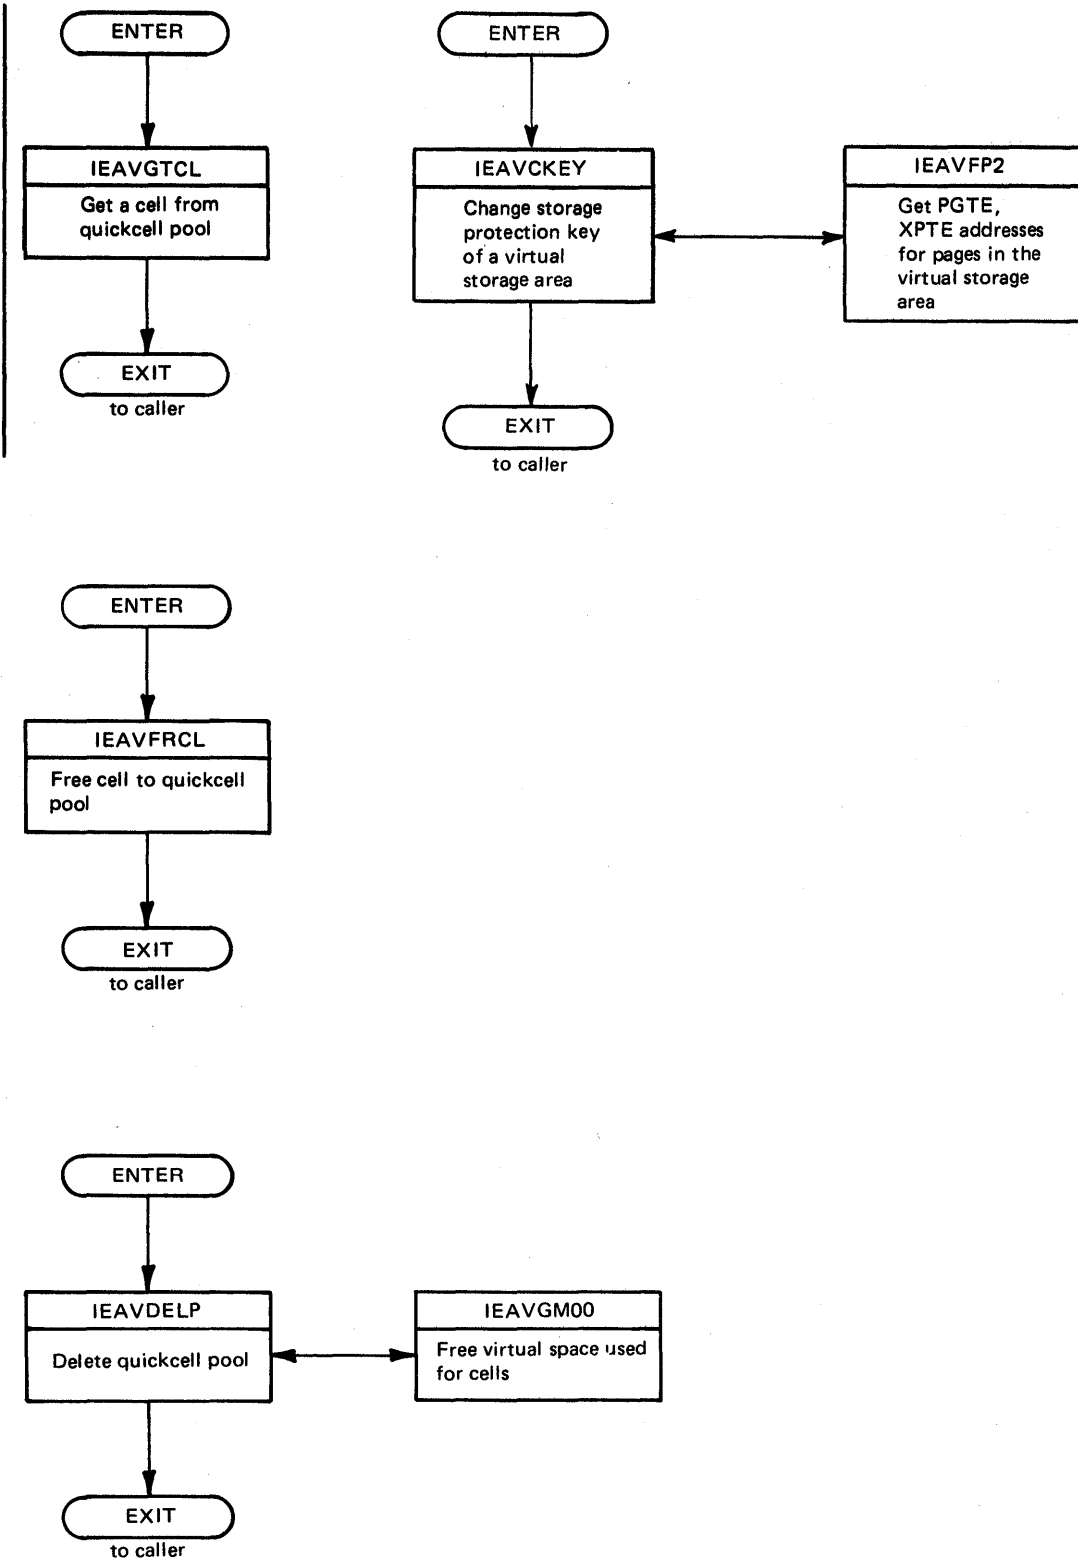 ENTER
IEAVGTCL
Get a cell from
quickcell pool
EXIT
to caller
ENTER
IEAVCKEY
Change storage
protection key
of a virtual
storage area
EXIT
to caller
IEAVFP2
Get PGTE,
XPTE addresses
for pages in the
virtual storage
area
ENTER
IEAVFRCL
Free cell to quickcell
pool
EXIT
to caller
ENTER
IEAVDELP
Delete quickcell pool
EXIT
to caller
IEAVGM00
Free virtual space used
for cells